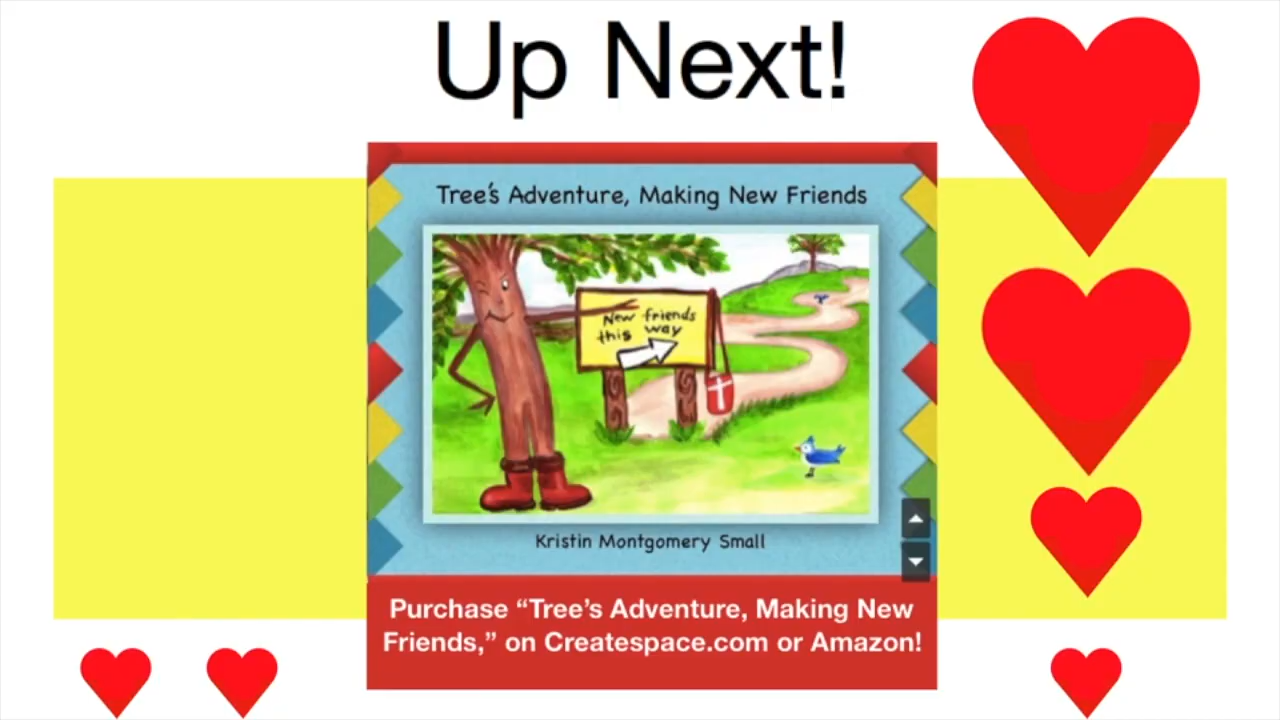 Up Next!
Tree's Adventure, Making New Friends
New friends
this way
Kristin Montgomery Small
Purchase “Tree’s Adventure, Making New
Friends,” on Createspace.com or Amazon!